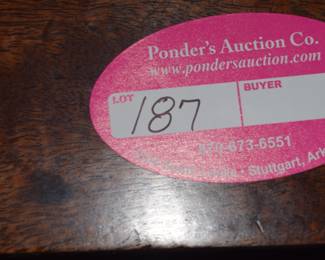 Ponder's Auction Co.
www.pondersauction.com
LOT 187 BUYER
870-673-6551
Stuttgart, Ark